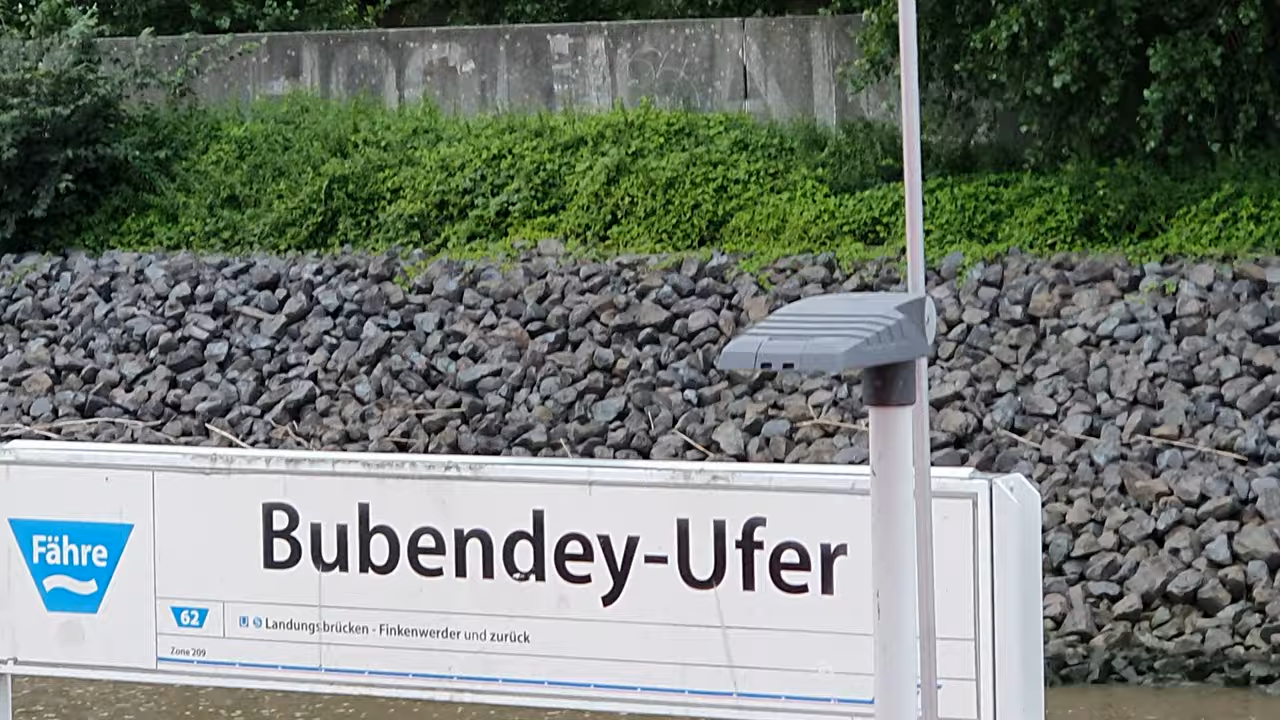 Fähre
Bubendey-Ufer
62
U S Landungsbrücken - Finkenwerder und zurück
Zone 209